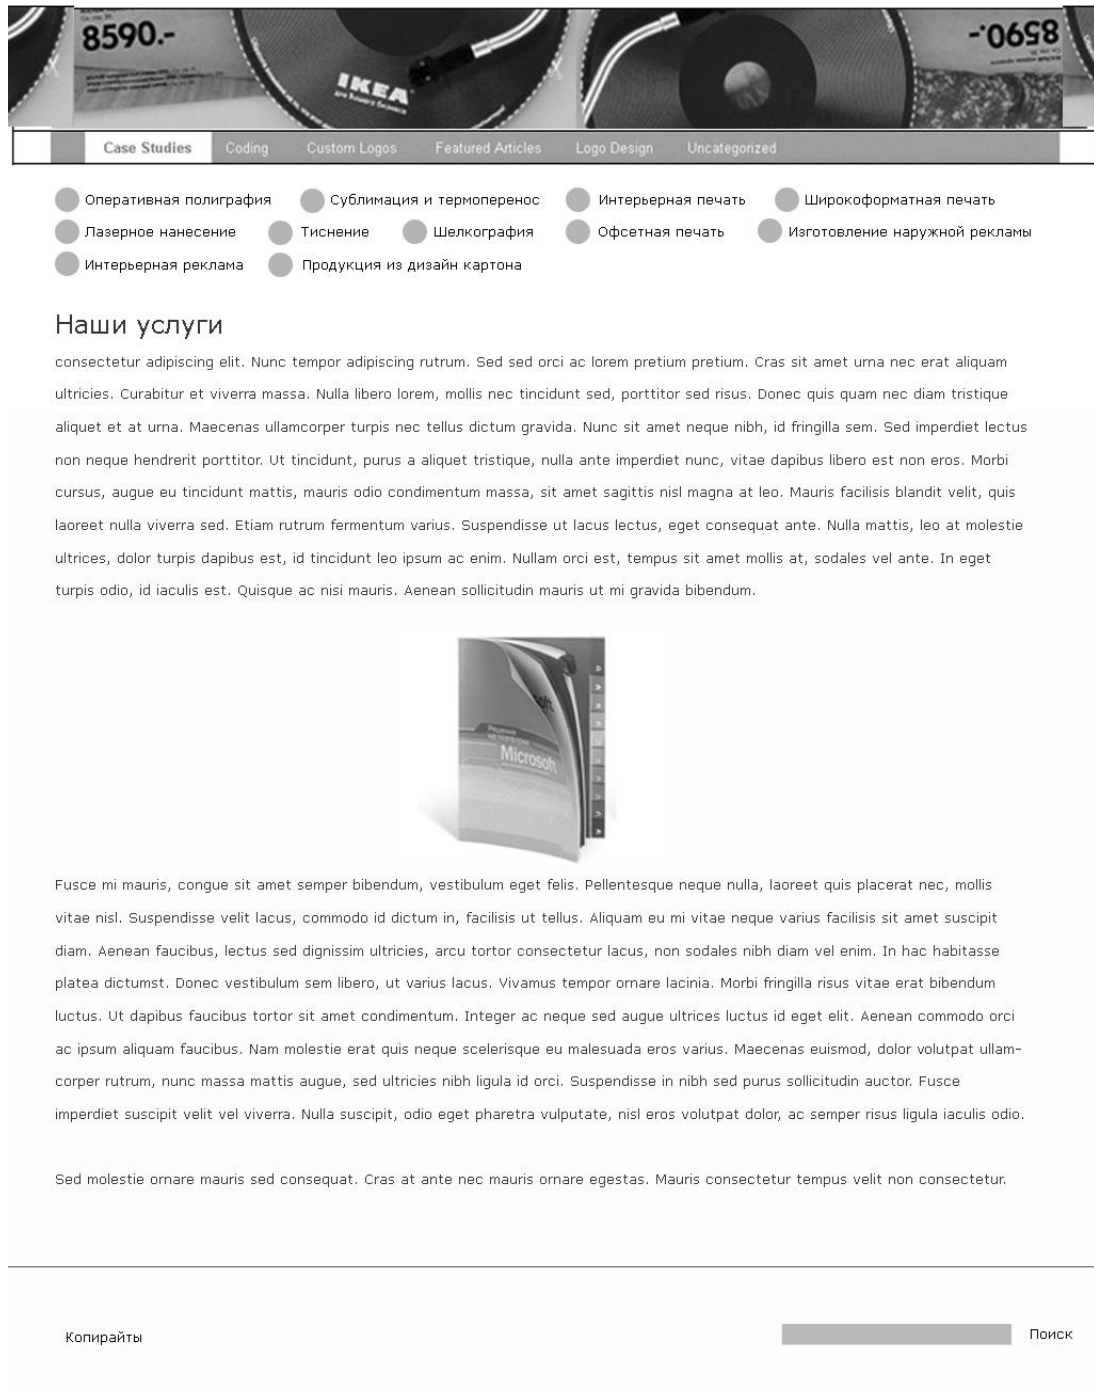 8590.-
IKEA
для Вашего бизнеса
8590.-
Case Studies Coding Custom Logos Featured Articles Logo Design Uncategorized
Оперативная полиграфия Сублимация и термоперенос Интерьерная печать Широкоформатная печать
Лазерное нанесение Тиснение Шелкография Офсетная печать Изготовление наружной рекламы
Интерьерная реклама Продукция из дизайн картона
Наши услуги
consectetur adipiscing elit. Nunc tempor adipiscing rutrum. Sed sed orci ac lorem pretium pretium. Cras sit amet urna nec erat aliquam
ultricies. Curabitur et viverra massa. Nulla libero lorem, mollis nec tincidunt sed, porttitor sed risus. Donec quis quam nec diam tristique
aliquet et at urna. Maecenas ullamcorper turpis nec tellus dictum gravida. Nunc sit amet neque nibh, id fringilla sem. Sed imperdiet lectus
non neque hendrerit porttitor. Ut tincidunt, purus a aliquet tristique, nulla ante imperdiet nunc, vitae dapibus libero est non eros. Morbi
cursus, augue eu tincidunt mattis, mauris odio condimentum massa, sit amet sagittis nisl magna at leo. Mauris facilisis blandit velit, quis
laoreet nulla viverra sed. Etiam rutrum fermentum varius. Suspendisse ut lacus lectus, eget consequat ante. Nulla mattis, leo at molestie
ultrices, dolor turpis dapibus est, id tincidunt leo ipsum ac enim. Nullam orci est, tempus sit amet mollis at, sodales vel ante. In eget
turpis odio, id iaculis est. Quisque ac nisi mauris. Aenean sollicitudin mauris ut mi gravida bibendum.
soft
Решения
на платформе
Microsoft
Fusce mi mauris, congue sit amet semper bibendum, vestibulum eget felis. Pellentesque neque nulla, laoreet quis placerat nec, mollis
vitae nisl. Suspendisse velit lacus, commodo id dictum in, facilisis ut tellus. Aliquam eu mi vitae neque varius facilisis sit amet suscipit
diam. Aenean faucibus, lectus sed dignissim ultricies, arcu tortor consectetur lacus, non sodales nibh diam vel enim. In hac habitasse
platea dictumst. Donec vestibulum sem libero, ut varius lacus. Vivamus tempor ornare lacinia. Morbi fringilla risus vitae erat bibendum
luctus. Ut dapibus faucibus tortor sit amet condimentum. Integer ac neque sed augue ultrices luctus id eget elit. Aenean commodo orci
ac ipsum aliquam faucibus. Nam molestie erat quis neque scelerisque eu malesuada eros varius. Maecenas euismod, dolor volutpat ullam-
corper rutrum, nunc massa mattis augue, sed ultricies nibh ligula id orci. Suspendisse in nibh sed purus sollicitudin auctor. Fusce
imperdiet suscipit velit vel viverra. Nulla suscipit, odio eget pharetra vulputate, nisl eros volutpat dolor, ac semper risus ligula iaculis odio.
Sed molestie ornare mauris sed consequat. Cras at ante nec mauris ornare egestas. Mauris consectetur tempus velit non consectetur.
Копирайты Поиск